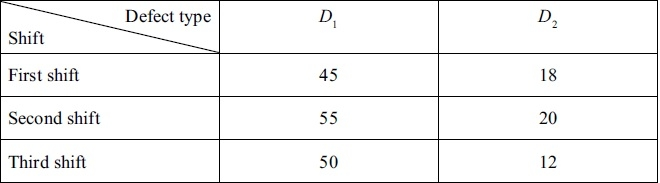 Defect type D₁ D₂
Shift
First shift 45 18
Second shift 55 20
Third shift 50 12